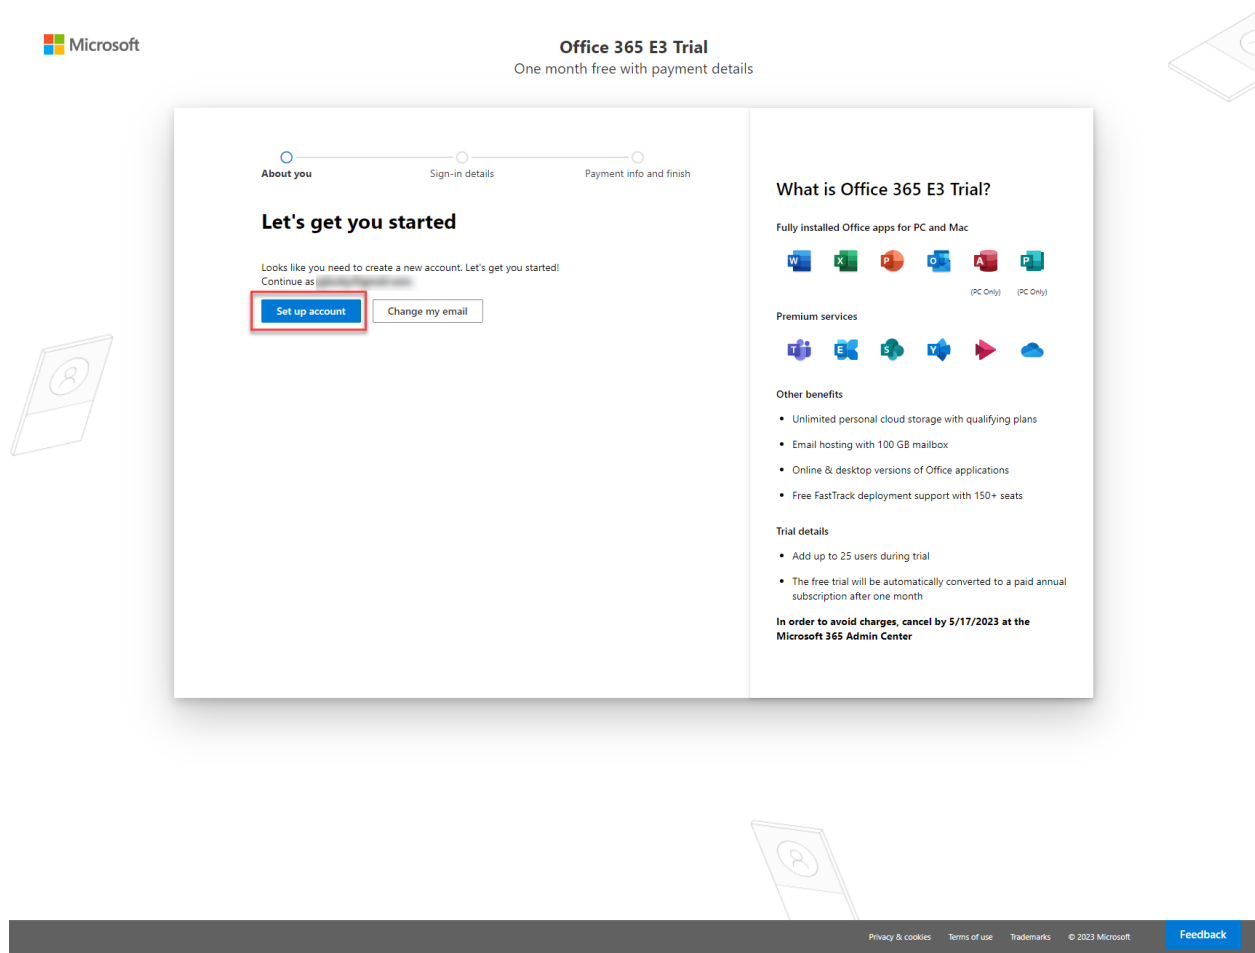 Microsoft
Office 365 E3 Trial
One month free with payment details
About you
Sign-in details
Payment info and finish
Let's get you started
Looks like you need to create a new account. Let's get you started!
Continue as
Set up account
Change my email
What is Office 365 E3 Trial?
Fully installed Office apps for PC and Mac
W
X
P
O
A
P
(PC Only)
(PC Only)
Premium services
T
E
S
Y
Other benefits
Unlimited personal cloud storage with qualifying plans
Email hosting with 100 GB mailbox
Online & desktop versions of Office applications
Free FastTrack deployment support with 150+ seats
Trial details
Add up to 25 users during trial
The free trial will be automatically converted to a paid annual
subscription after one month
In order to avoid charges, cancel by 5/17/2023 at the
Microsoft 365 Admin Center
Privacy & cookies
Terms of use
Trademarks
© 2023 Microsoft
Feedback